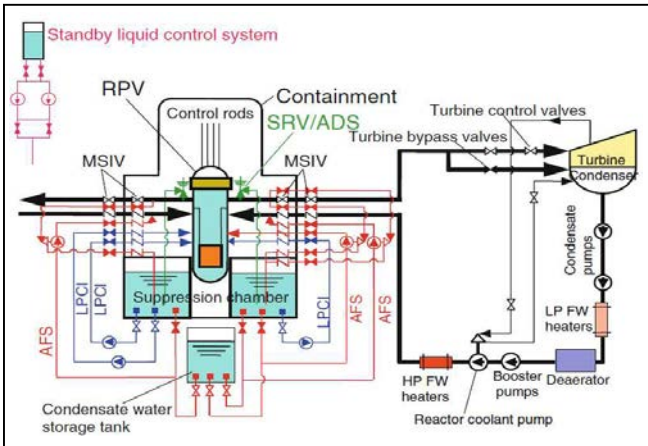 Standby liquid control system
RPV
Control rods
Containment
SRV/ADS
MSIV
MSIV
Turbine control valves
Turbine bypass valves
Turbine
Condenser
Condensate
pumps
LP FW
heaters
Deaerator
Booster
pumps
Reactor coolant pump
HP FW
heaters
Suppression chamber
AFS
LPCI
LPCI
LPCI
AFS
AFS
Condensate water
storage tank